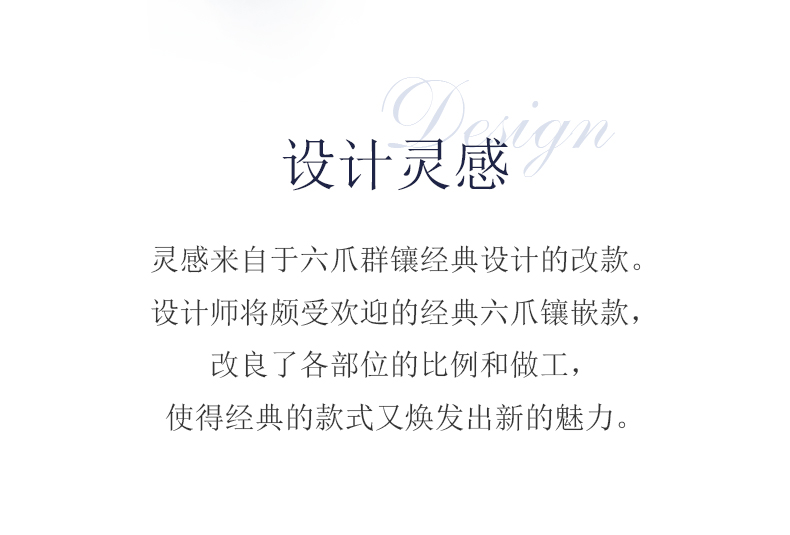 Design
设计灵感
灵感来自于六爪群镶经典设计的改款。
设计师将颇受欢迎的经典六爪镶嵌款，
改良了各部位的比例和做工，
使得经典的款式又焕发出新的魅力。